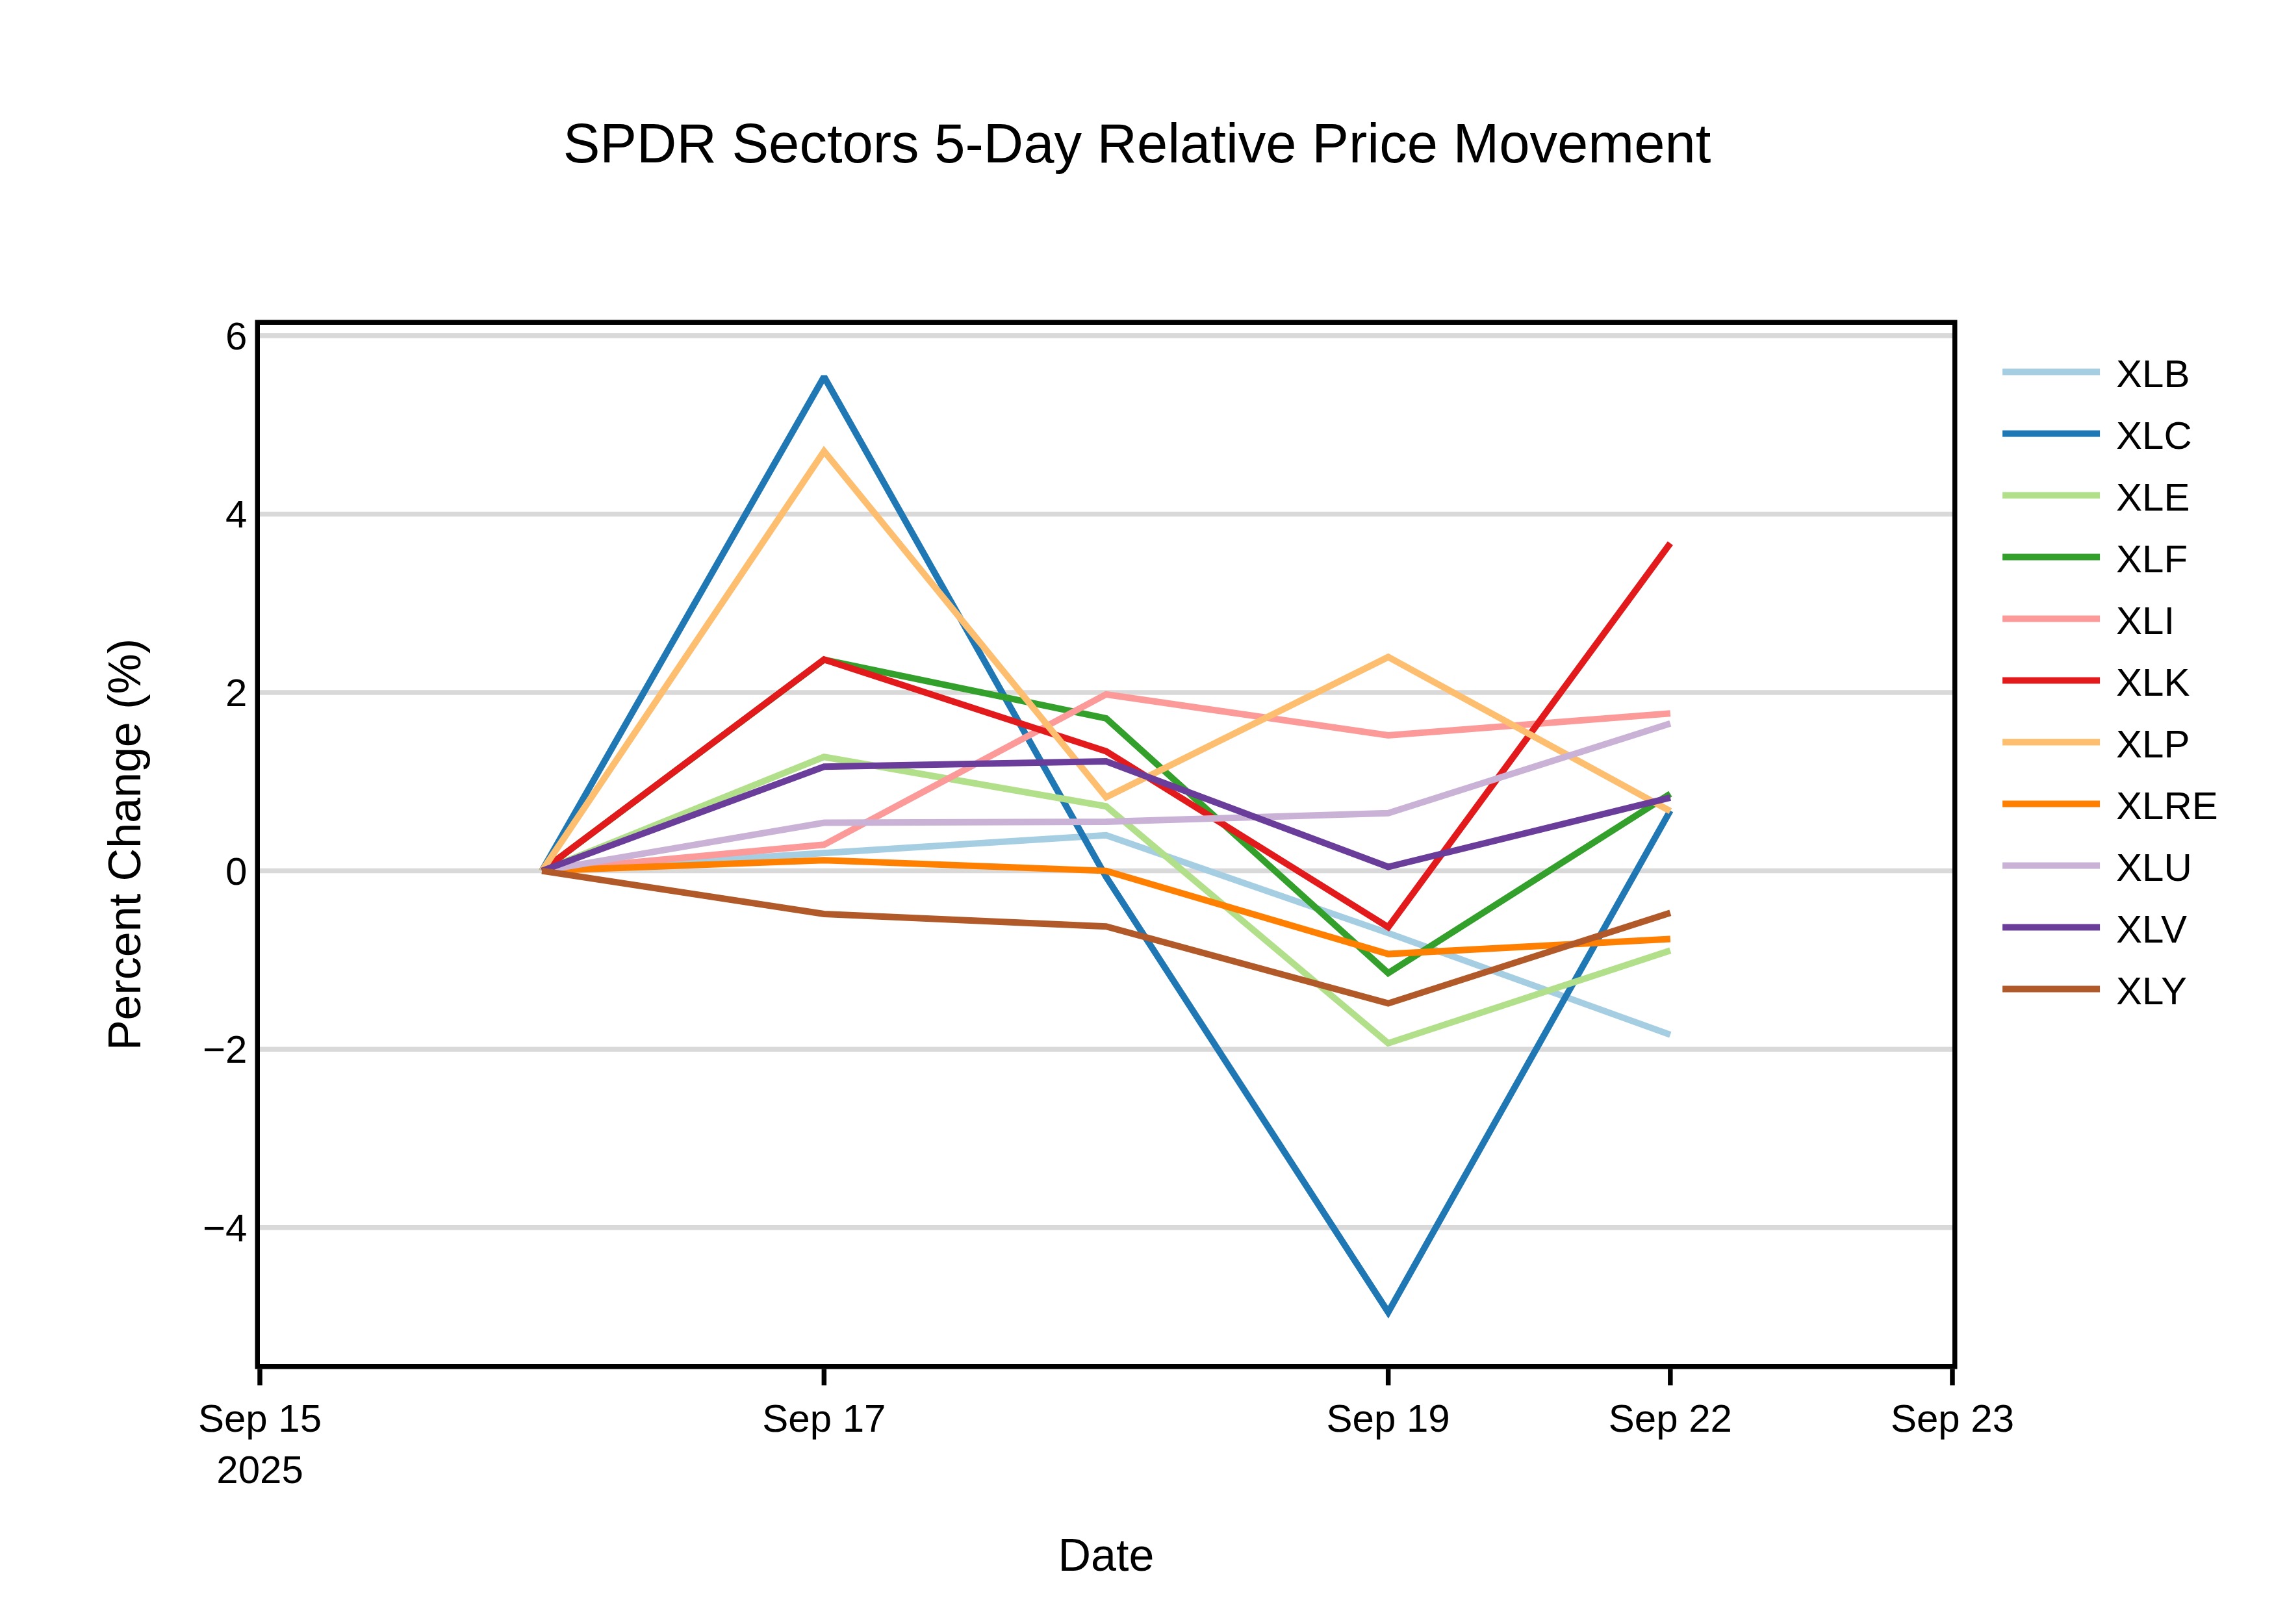 SPDR Sectors 5-Day Relative Price Movement
6
4
2
0
−2
−4
Percent Change (%)
Sep 15
2025
Sep 17
Sep 19
Sep 22
Sep 23
Date
XLB
XLC
XLE
XLF
XLI
XLK
XLP
XLRE
XLU
XLV
XLY